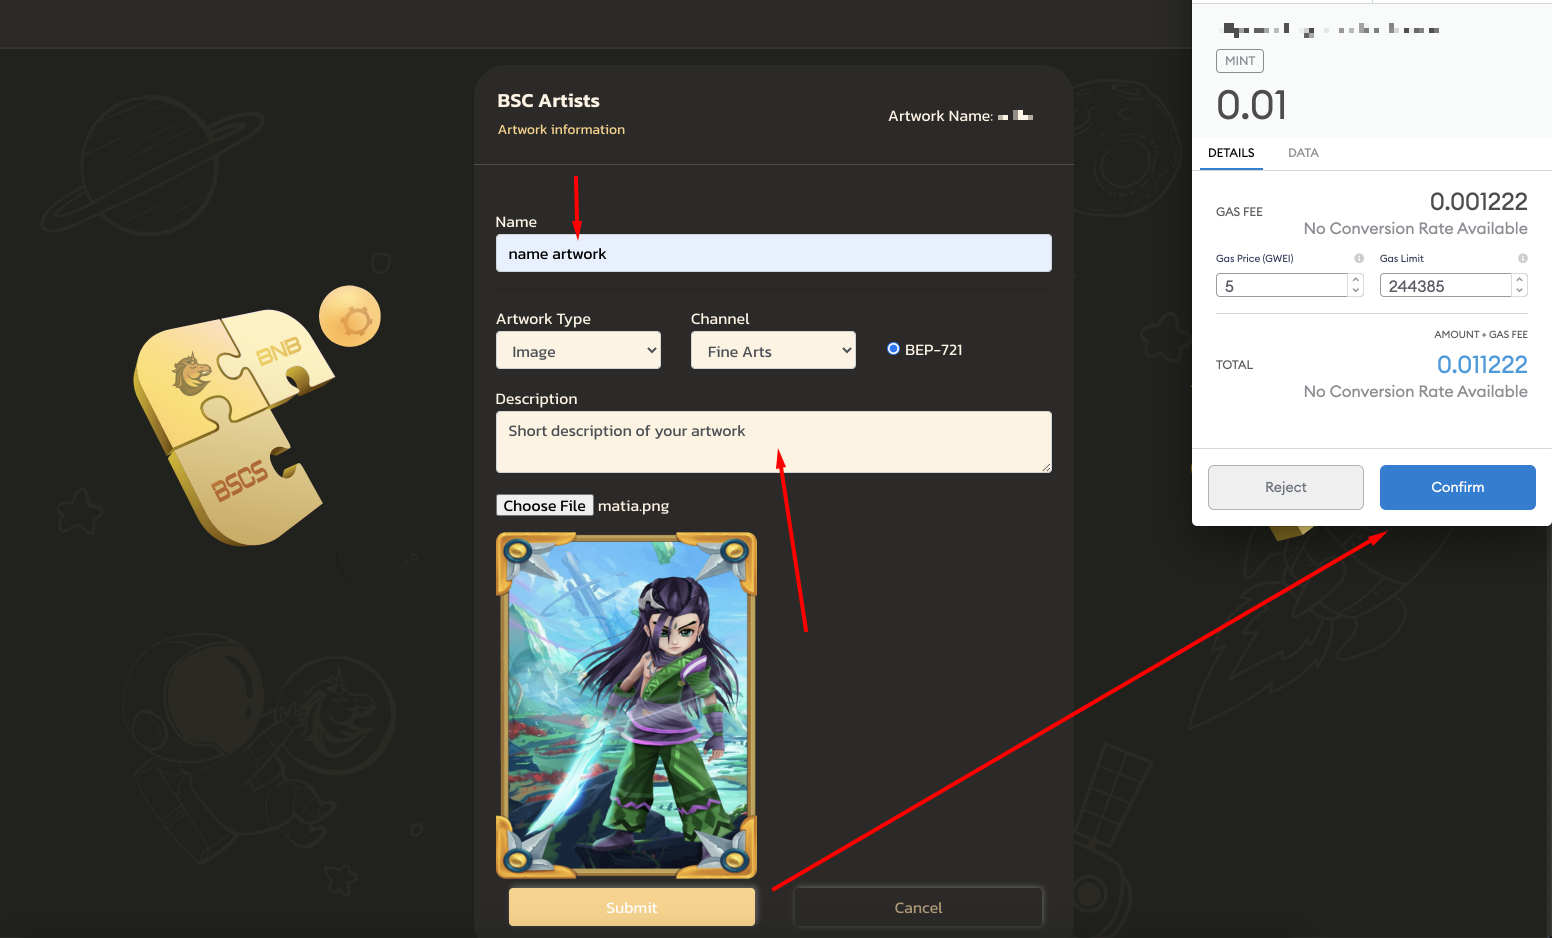 BSC Artists
Artwork information
Artwork Name:
Name
name artwork
Artwork Type
Channel
Image
Fine Arts
BEP-721
Description
Short description of your artwork
Choose File matia.png
Submit
Cancel
BNB
BSCS
MINT
0.01
DETAILS
DATA
GAS FEE
0.001222
No Conversion Rate Available
Gas Price (GWEI)
Gas Limit
5
244385
AMOUNT + GAS FEE
TOTAL
0.011222
No Conversion Rate Available
Reject
Confirm